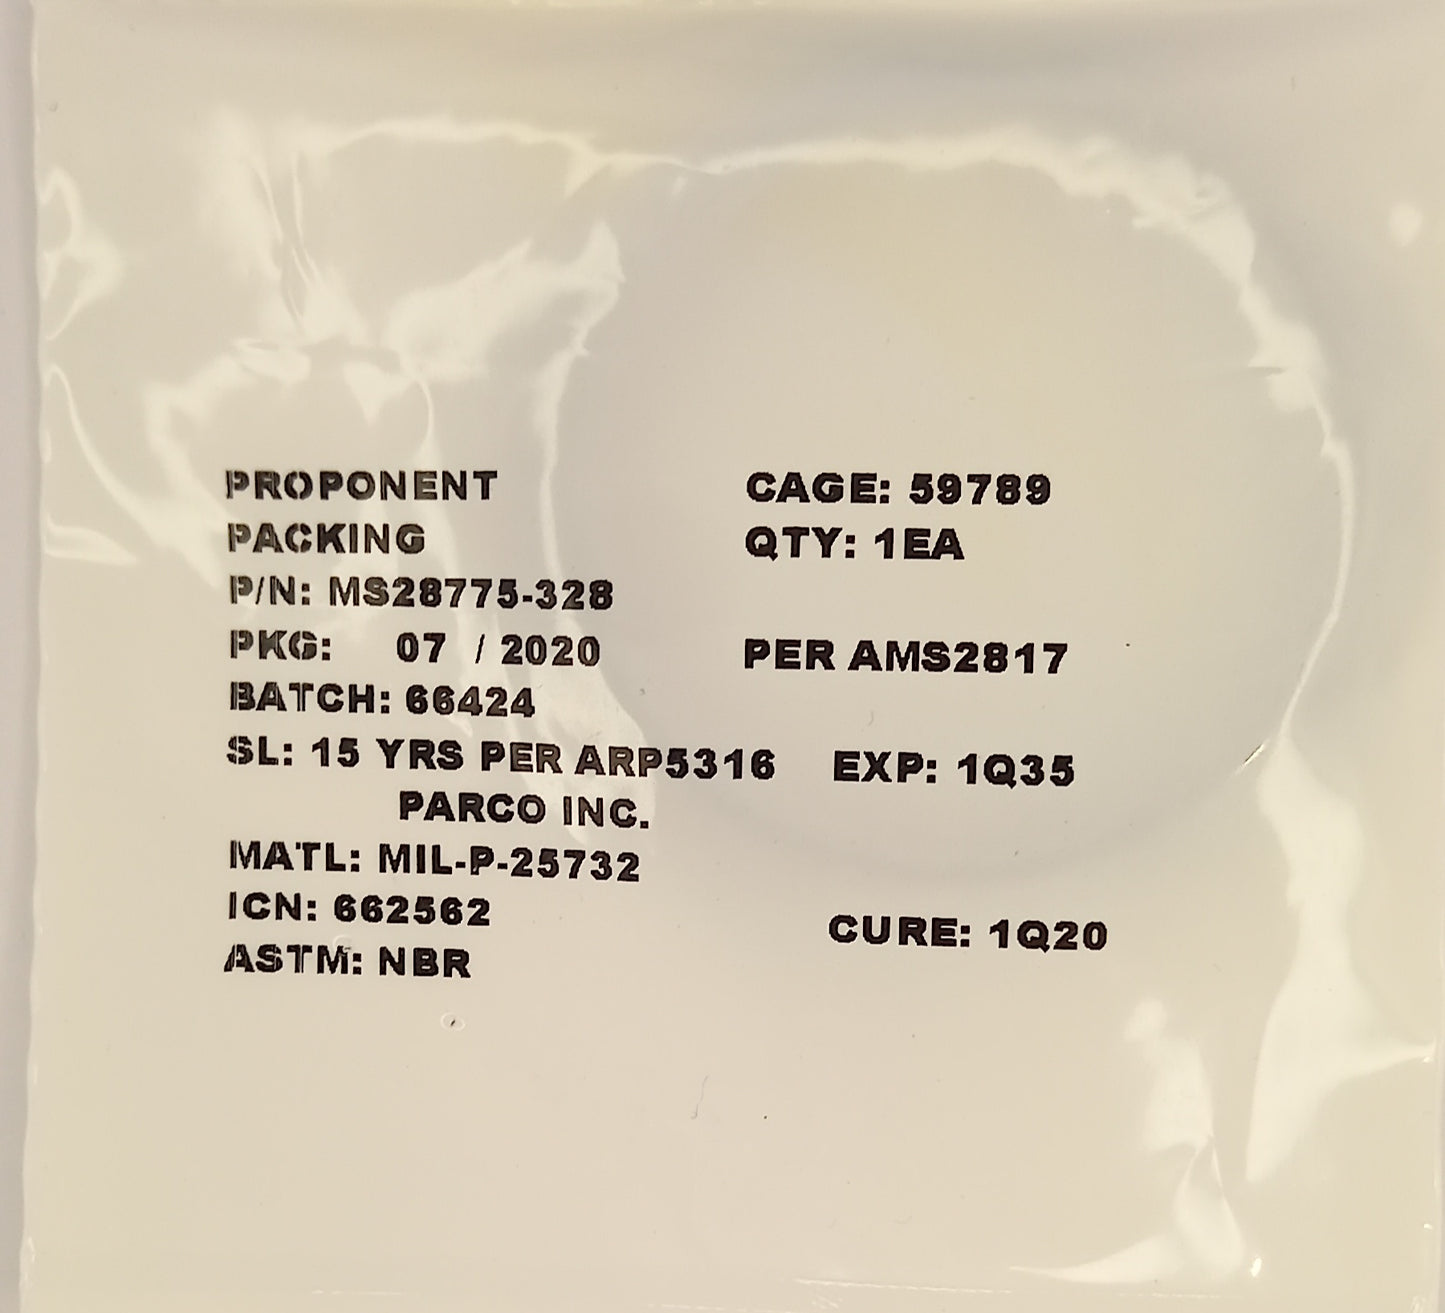 PROPONENT CAGE: 59789
PACKING QTY: 1EA
P/N: MS28775-328
PKG: 07 / 2020 PER AMS2817
BATCH: 66424
SL: 15 YRS PER ARP5316 EXP: 1Q35
PARCO INC.
MATL: MIL-P-25732
ICN: 662562 CURE: 1Q20
ASTM: NBR